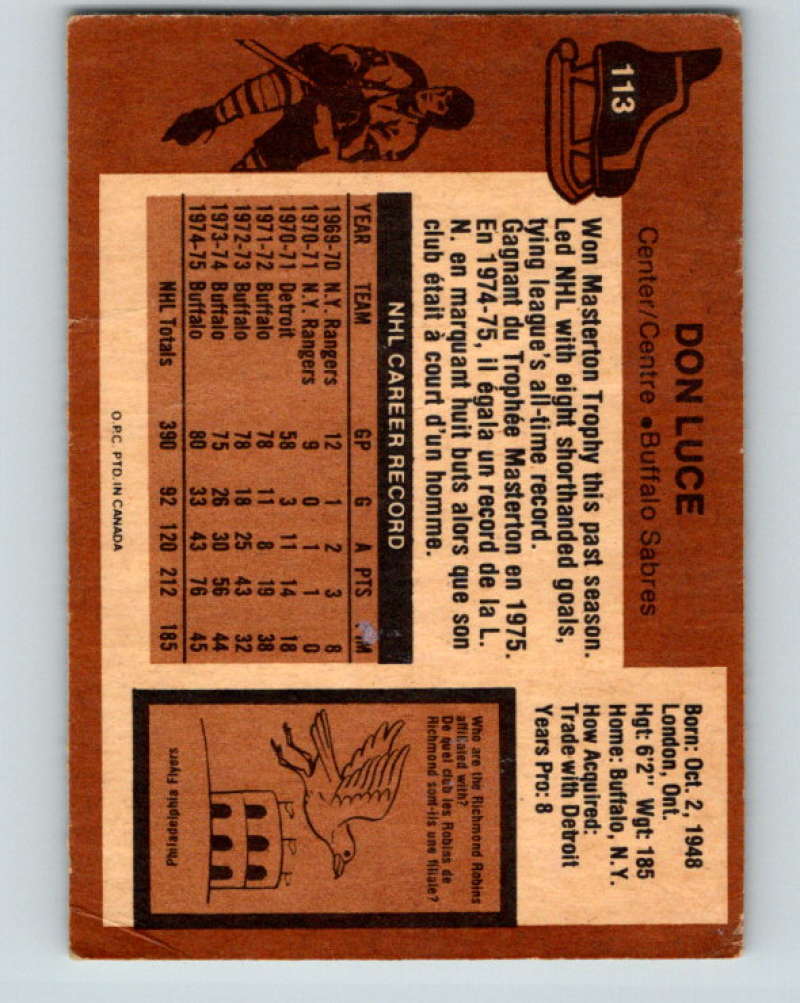 113
DON LUCE
Center/Centre •Buffalo Sabres
Born: Oct. 2, 1948
London, Ont.
Hgt: 6'2" Wgt: 185
Home: Buffalo, N.Y.
How Acquired:
Trade with Detroit
Years Pro: 8
Won Masterton Trophy this past season.
Led NHL with eight shorthanded goals,
tying league's all-time record.
Gagnant du Trophée Masterton en 1975.
En 1974-75, il égala un record de la L.
N. en marquant huit buts alors que son
club était à court d'un homme.
NHL CAREER RECORD
YEAR TEAM GP G A PTS
1969-70 N.Y. Rangers 12 1 2 3 8
1970-71 N.Y. Rangers 9 0 1 1 0
1970-71 Detroit 58 3 11 14 18
1971-72 Buffalo 78 11 8 19 38
1972-73 Buffalo 78 18 25 43 32
1973-74 Buffalo 75 26 30 56 44
1974-75 Buffalo 80 33 43 76 45
NHL Totals 390 92 120 212 185
Who are the Richmond Robins
affiliated with?
De quel club les Robins de
Richmond sont-ils une filiale?
Philadelphia Flyers
O.P.C. PTD. IN CANADA